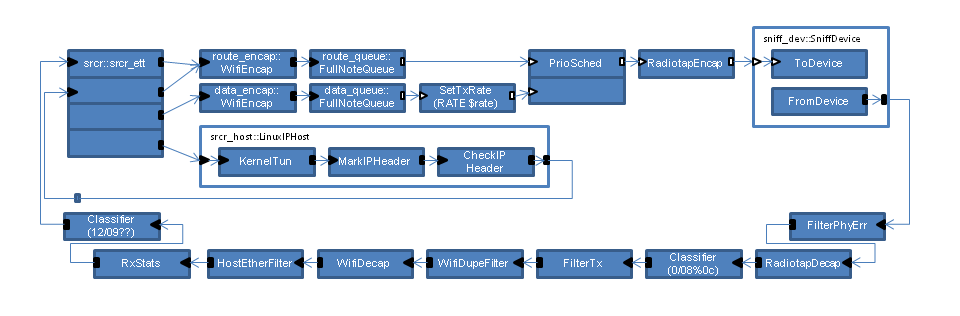 sniff_dev::SniffDevice
srcr::srcr_ett
route_encap::
WifiEncap
route_queue::
FullNoteQueue
PrioSched
RadiotapEncap
ToDevice
data_encap::
WifiEncap
data_queue::
FullNoteQueue
SetTxRate
(RATE $rate)
FromDevice
srcr_host::LinuxIPHost
KernelTun
MarkIPHeader
CheckIP
Header
Classifier
(12/09??)
FilterPhyErr
RxStats
HostEtherFilter
WifiDecap
WifiDupeFilter
FilterTx
Classifier
(0/08%0c)
RadiotapDecap